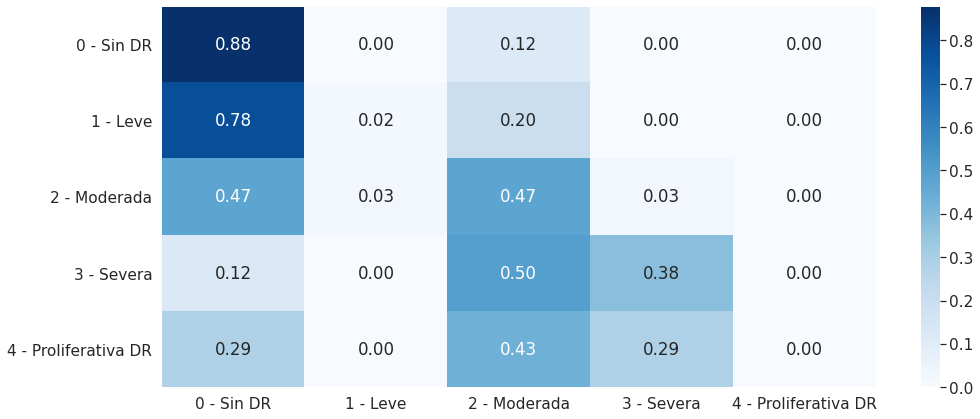 0 - Sin DR 0.88 0.00 0.12 0.00 0.00
1 - Leve 0.78 0.02 0.20 0.00 0.00
2 - Moderada 0.47 0.03 0.47 0.03 0.00
3 - Severa 0.12 0.00 0.50 0.38 0.00
4 - Proliferativa DR 0.29 0.00 0.43 0.29 0.00
0 - Sin DR 1 - Leve 2 - Moderada 3 - Severa 4 - Proliferativa DR
0.8
0.7
0.6
0.5
0.4
0.3
0.2
0.1
0.0